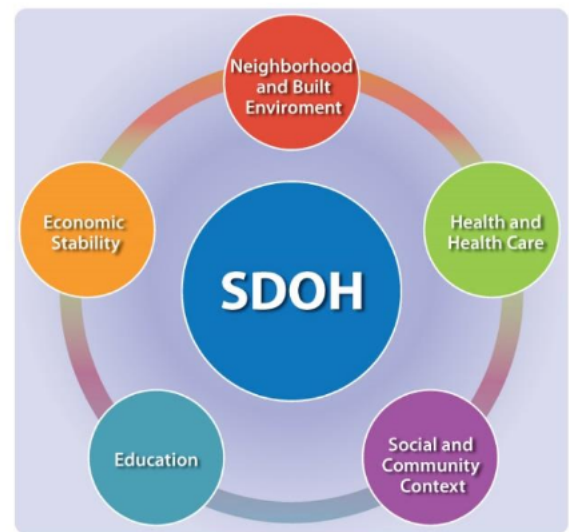 Neighborhood
and Built
Enviroment
Economic
Stability
Health and
Health Care
SDOH
Education
Social and
Community
Context